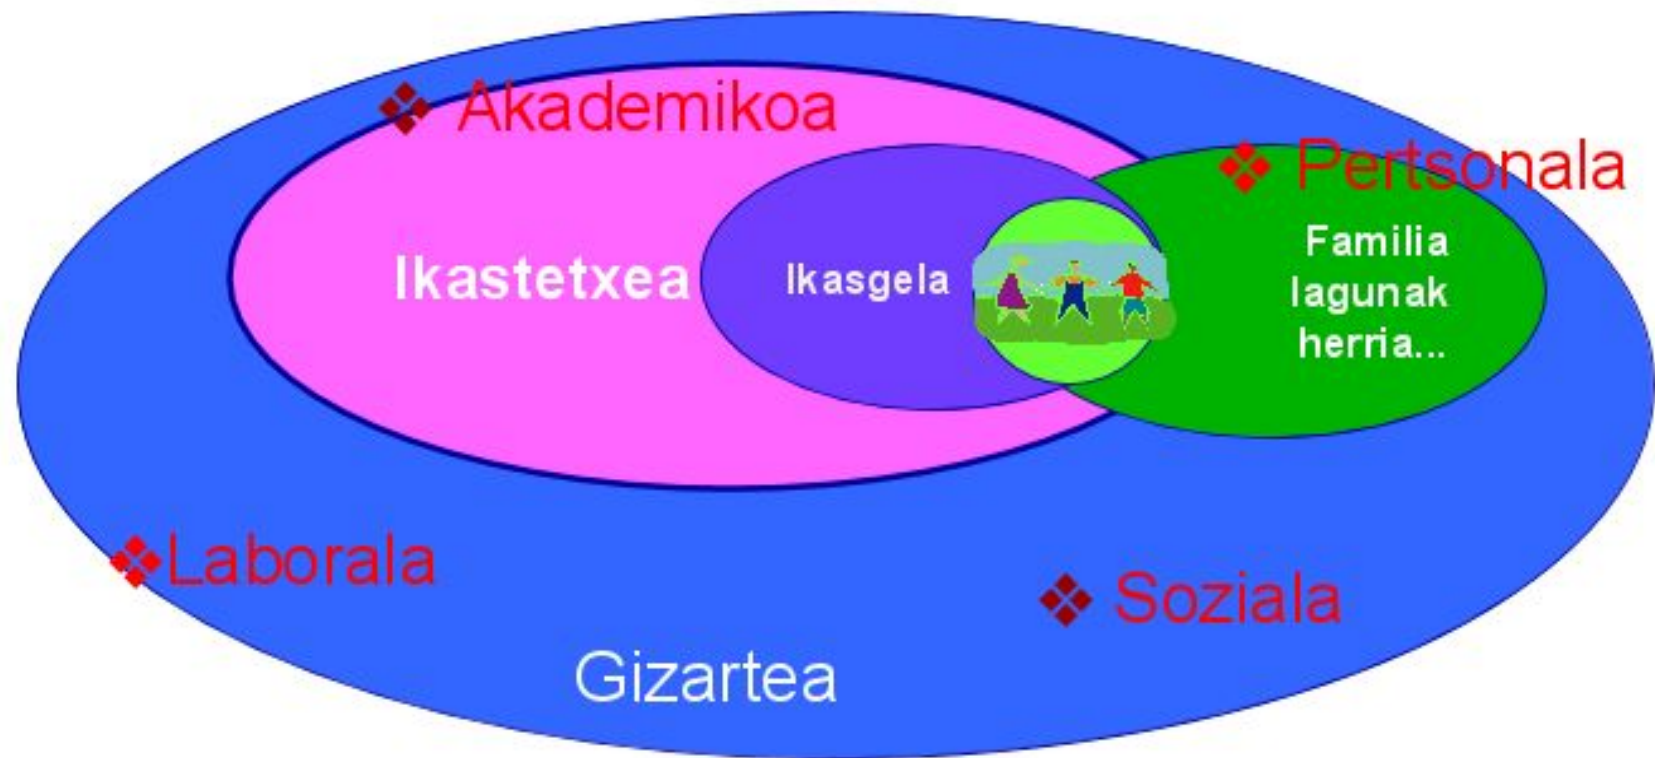 ❖ Akademikoa
❖ Pertsonala
Ikastetxea
Ikasgela
Familia
lagunak
herria...
❖Laborala
❖ Soziala
Gizartea